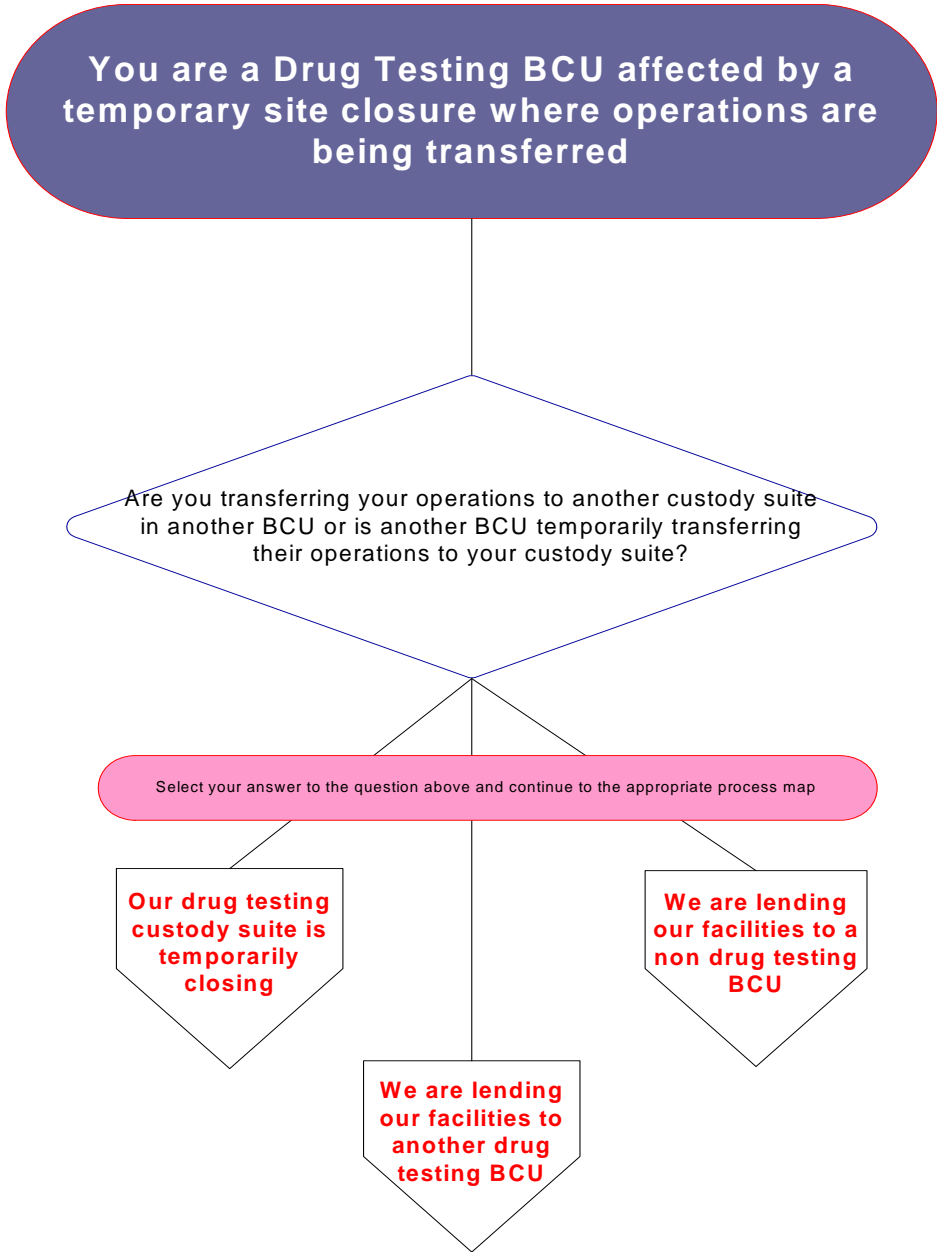 You are a Drug Testing BCU affected by a
temporary site closure where operations are
being transferred
Are you transferring your operations to another custody suite
in another BCU or is another BCU temporarily transferring
their operations to your custody suite?
Select your answer to the question above and continue to the appropriate process map
Our drug testing
custody suite is
temporarily
closing
We are lending
our facilities to a
non drug testing
BCU
We are lending
our facilities to
another drug
testing BCU